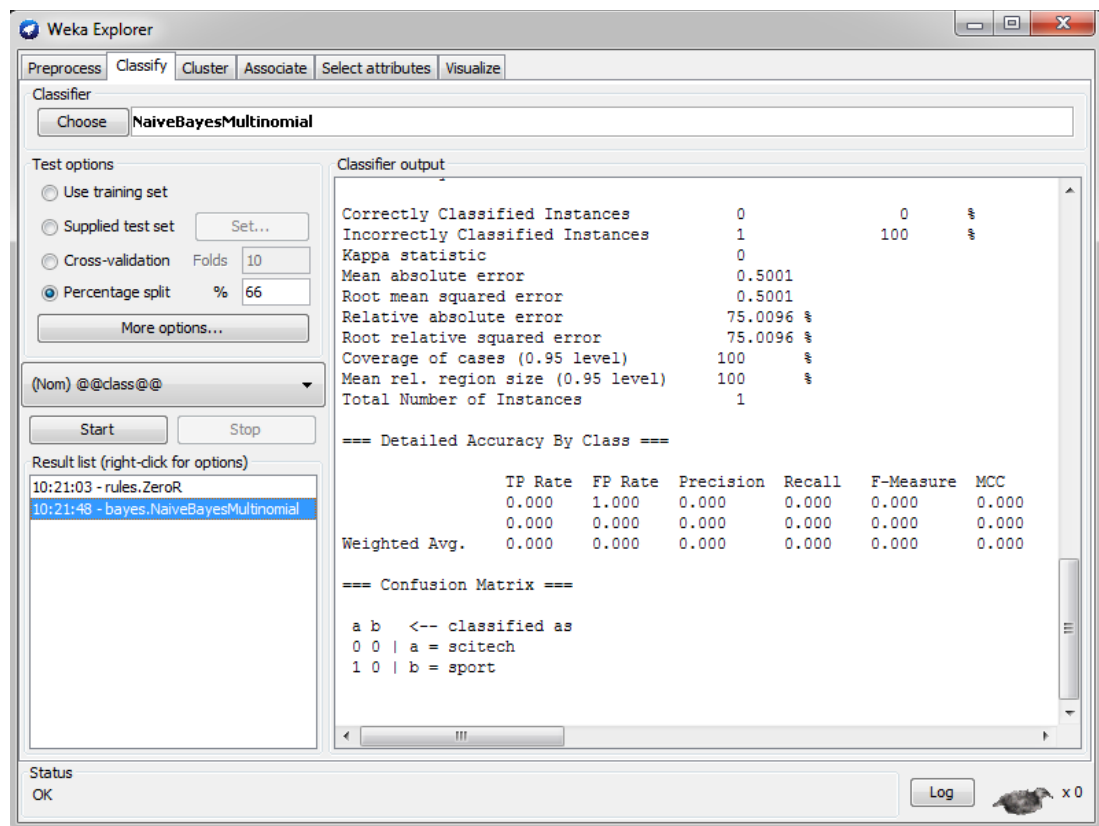 Weka Explorer
Preprocess Classify Cluster Associate Select attributes Visualize
Classifier
Choose NaiveBayesMultinomial
Test options
Use training set
Supplied test set Set...
Cross-validation Folds 10
Percentage split % 66
More options...
(Nom) @@class@@
Start Stop
Result list (right-click for options)
10:21:03 - rules.ZeroR
10:21:48 - bayes.NaiveBayesMultinomial
Classifier output
Correctly Classified Instances 0 0 %
Incorrectly Classified Instances 1 100 %
Kappa statistic 0
Mean absolute error 0.5001
Root mean squared error 0.5001
Relative absolute error 75.0096 %
Root relative squared error 75.0096 %
Coverage of cases (0.95 level) 100 %
Mean rel. region size (0.95 level) 100 %
Total Number of Instances 1
=== Detailed Accuracy By Class ===
TP Rate FP Rate Precision Recall F-Measure MCC
0.000 1.000 0.000 0.000 0.000 0.000
0.000 0.000 0.000 0.000 0.000 0.000
Weighted Avg. 0.000 0.000 0.000 0.000 0.000 0.000
=== Confusion Matrix ===
a b <-- classified as
0 0 | a = scitech
1 0 | b = sport
Status
OK
Log x 0